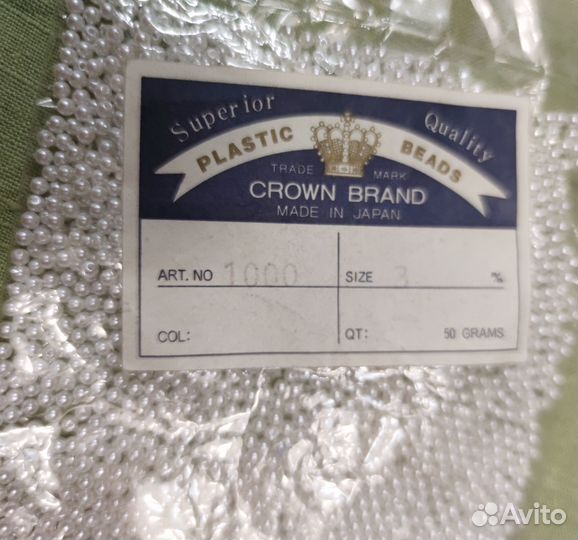 Superior Quality
PLASTIC BEADS
TRADE MARK
CROWN BRAND
MADE IN JAPAN
ART. NO 1000 SIZE 3 ㎜
COL: QT: 50 GRAMS
Avito